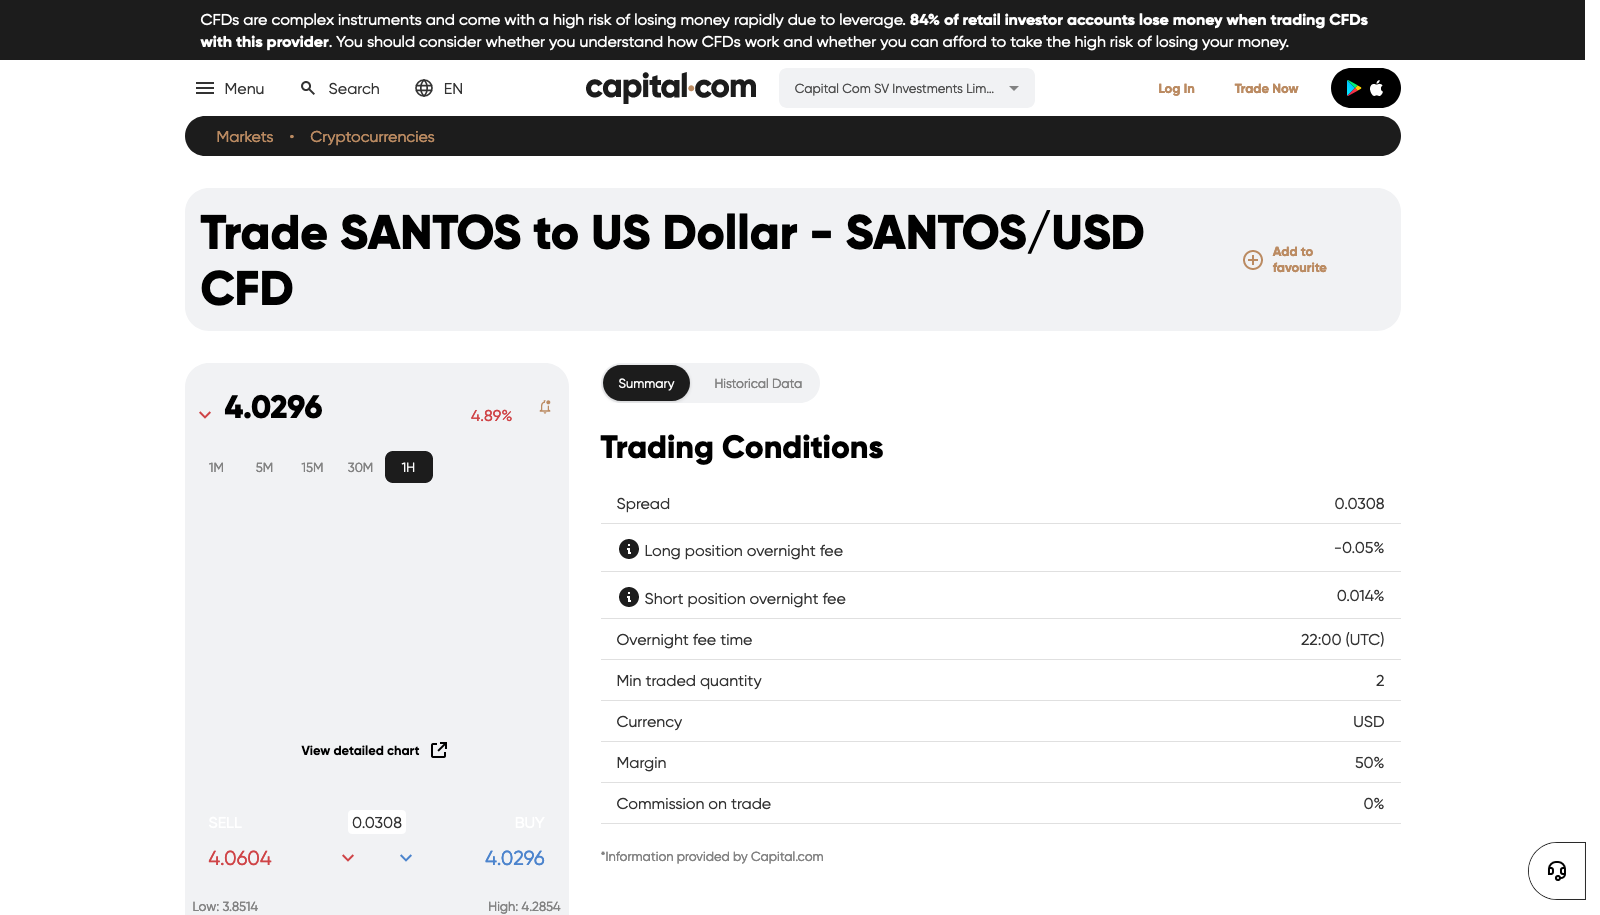 CFDs are complex instruments and come with a high risk of losing money rapidly due to leverage. 84% of retail investor accounts lose money when trading CFDs
with this provider. You should consider whether you understand how CFDs work and whether you can afford to take the high risk of losing your money.
Menu Search EN capital.com Capital Com SV Investments Lim... Log In Trade Now
Markets • Cryptocurrencies
Trade SANTOS to US Dollar - SANTOS/USD
CFD
Add to
favourite
4.0296 4.89%
1M 5M 15M 30M 1H
View detailed chart
SELL 0.0308 BUY
4.0604 4.0296
Low: 3.8514 High: 4.2854
Summary Historical Data
Trading Conditions
Spread 0.0308
Long position overnight fee -0.05%
Short position overnight fee 0.014%
Overnight fee time 22:00 (UTC)
Min traded quantity 2
Currency USD
Margin 50%
Commission on trade 0%
*Information provided by Capital.com